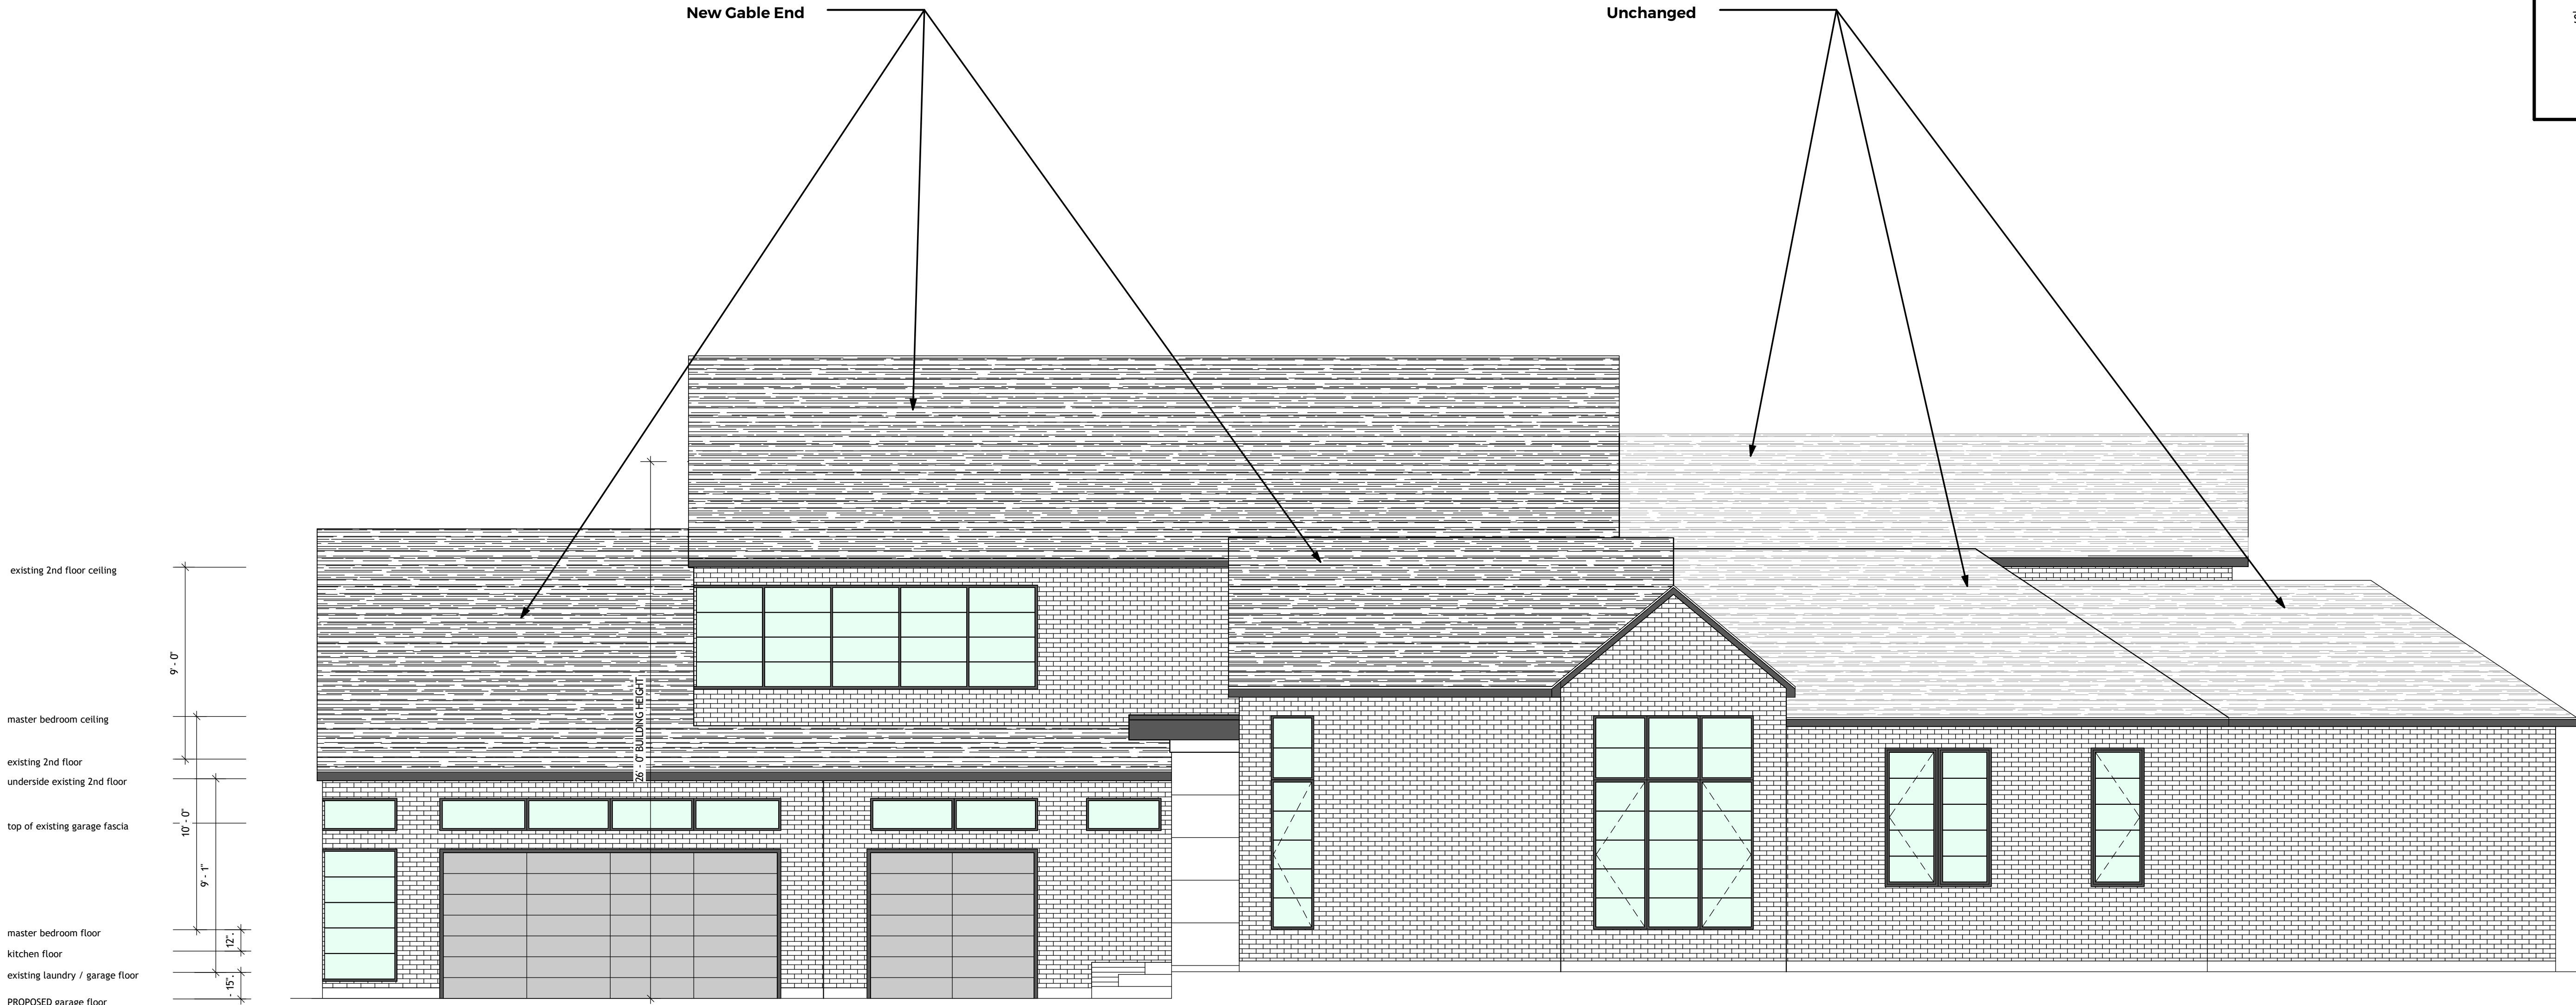 New Gable End
Unchanged
existing 2nd floor ceiling
9' - 0"
26' - 0" BUILDING HEIGHT
master bedroom ceiling
existing 2nd floor
underside existing 2nd floor
10' - 0"
top of existing garage fascia
9' - 1"
master bedroom floor
12"
kitchen floor
existing laundry / garage floor
- 15"
PROPOSED garage floor